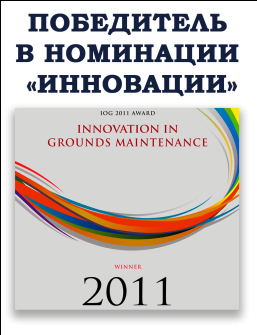 ПОБЕДИТЕЛЬ
В НОМИНАЦИИ
«ИННОВАЦИИ»
IOG 2011 AWARD
INNOVATION IN
GROUNDS MAINTENANCE
WINNER
2011